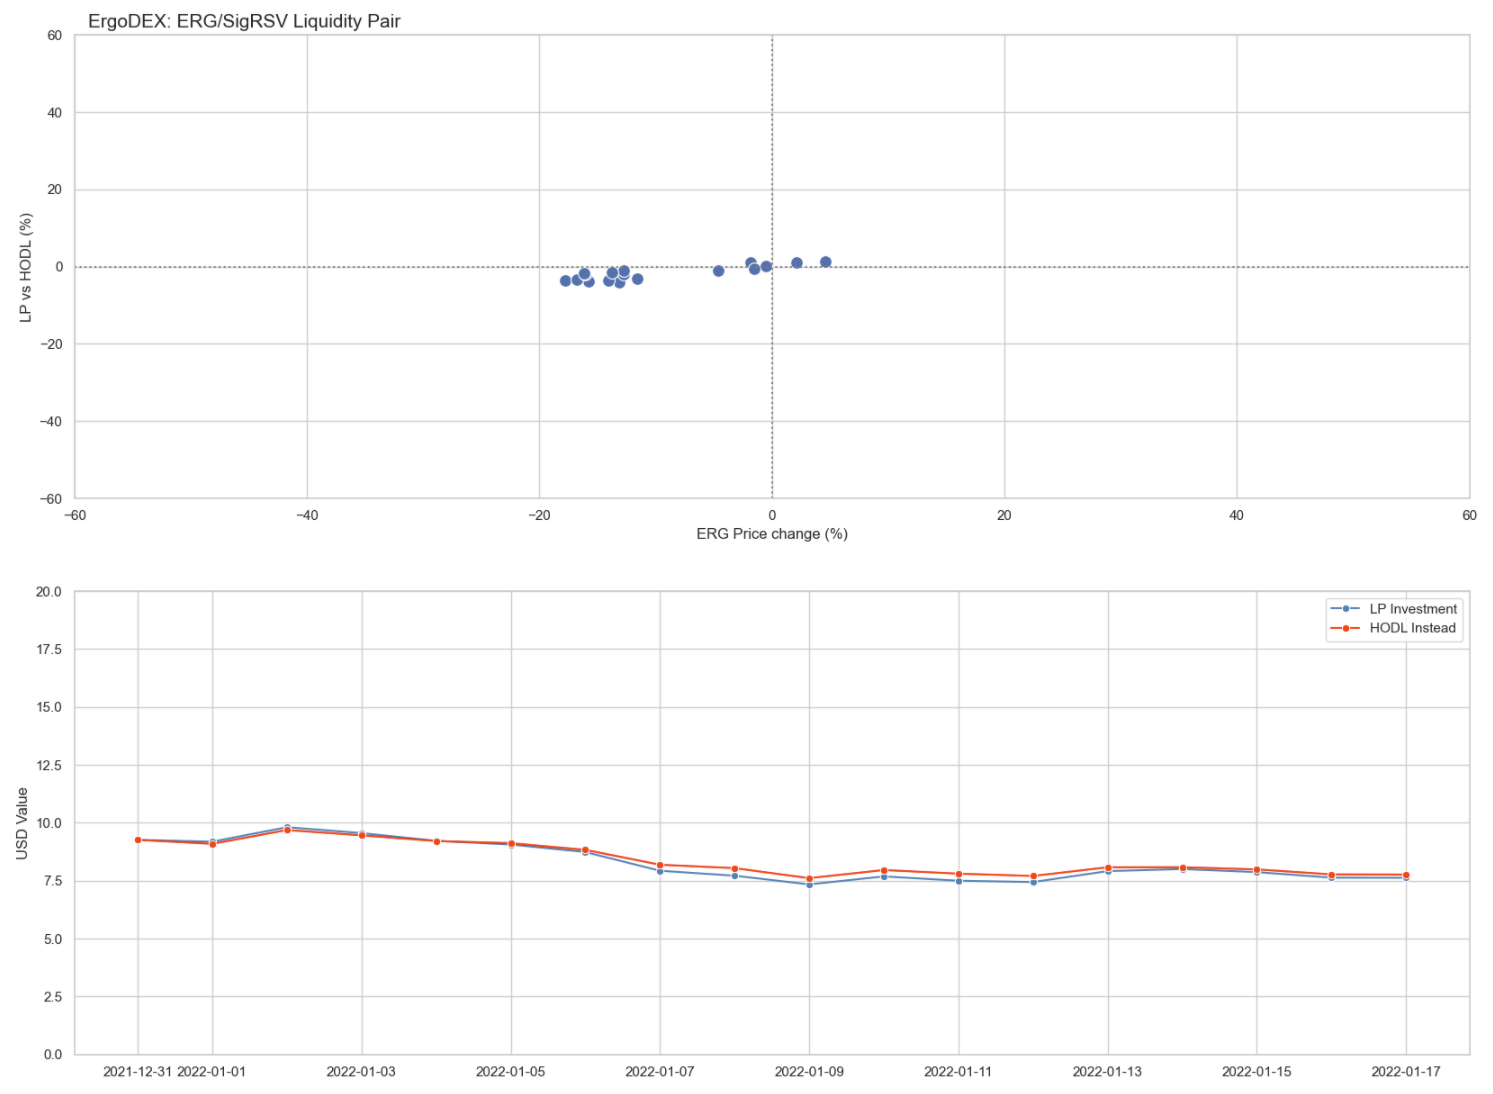 ErgoDEX: ERG/SigRSV Liquidity Pair
60
40
20
0
−20
−40
−60
LP vs HODL (%)
−60 −40 −20 0 20 40 60
ERG Price change (%)
20.0
17.5
15.0
12.5
10.0
7.5
5.0
2.5
0.0
USD Value
LP Investment
HODL Instead
2021-12-31 2022-01-01 2022-01-03 2022-01-05 2022-01-07 2022-01-09 2022-01-11 2022-01-13 2022-01-15 2022-01-17